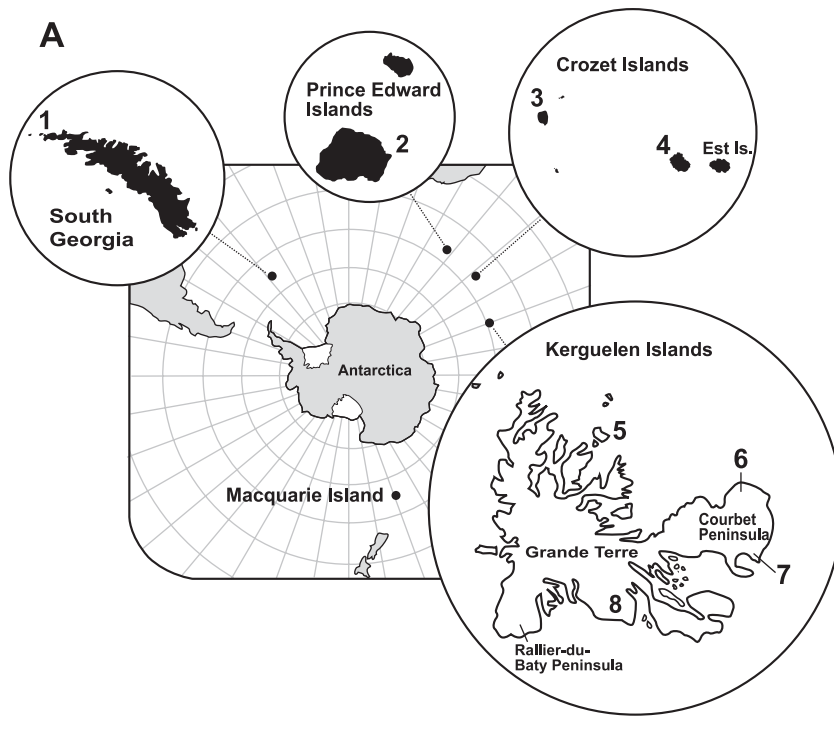 A
1
South
Georgia
Prince Edward
Islands
2
Crozet Islands
3
4
Est Is.
Antarctica
Macquarie Island
Kerguelen Islands
5
6
Courbet
Peninsula
Grande Terre
7
8
Rallier-du-
Baty Peninsula